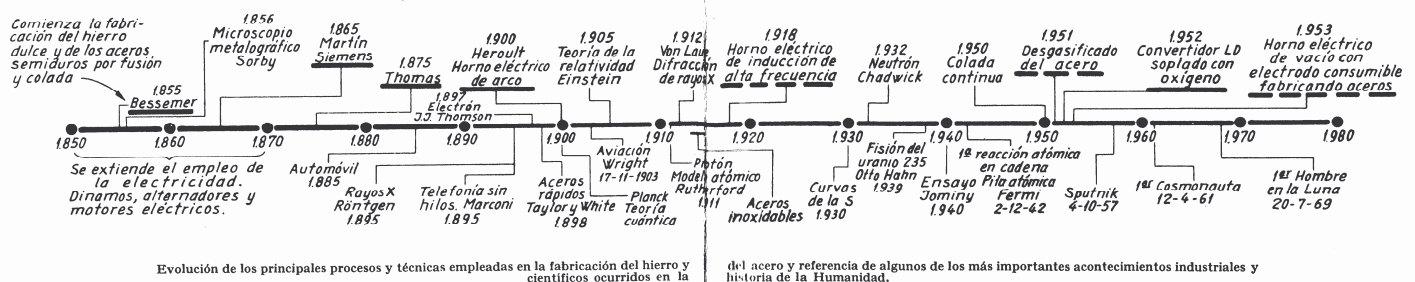 Comienza la fabri-
cación del hierro
dulce y de los aceros
semiduros por fusión
y colada
1.855
Bessemer
1.856
Microscopio
metalográfico
Sorby
1.865
Martín
Siemens
1.875
Thomas
1.897
Electrón
J.J. Thomson
1.900
Heroult
Horno eléctrico
de arco
1.905
Teoría de la
relatividad
Einstein
1.912
Von Laue
Difracción
de rayos X
1.918
Horno eléctrico
de inducción de
alta frecuencia
1.932
Neutrón
Chadwick
1.950
Colada
continua
1.951
Desgasificado
del acero
1.952
Convertidor LD
soplado con
oxígeno
1.953
Horno eléctrico
de vacío con
electrodo consumible
fabricando aceros
1.850 1.860 1.870 1.880 1.890 1.900 1.910 1.920 1.930 1.940 1.950 1.960 1.970 1.980
Se extiende el empleo de
la electricidad.
Dinamos, alternadores y
motores eléctricos.
Automóvil
1.885
Rayos X
Röntgen
1.895
Telefonía sin
hilos. Marconi
1.895
Aceros
rápidos
Taylor y White
1.898
Planck
Teoría
cuántica
Aviación
Wright
17-11-1903
Protón
Model atómico
Rutherford
1.911
Aceros
inoxidables
Curvas
de la S
1.930
Fisión del
uranio 235
Otto Hahn
1.939
Ensayo
Jominy
1.940
1ª reacción atómica
en cadena
Pila atómica
Fermi
2-12-42
Sputnik
4-10-57
1er Cosmonauta
12-4-61
1er Hombre
en la Luna
20-7-69
Evolución de los principales procesos y técnicas empleadas en la fabricación del hierro y
científicos ocurridos en la
del acero y referencia de algunos de los más importantes acontecimientos industriales y
historia de la Humanidad.